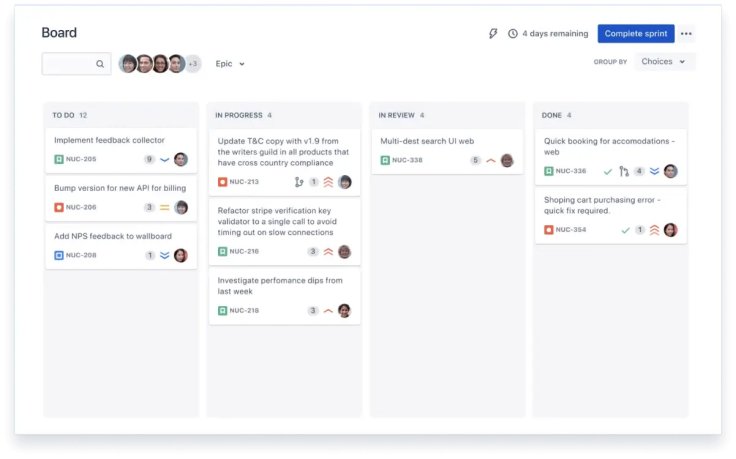 Board
4 days remaining
Complete sprint
+3
Epic
GROUP BY
Choices
TO DO 12
Implement feedback collector
NUC-205
9
Bump version for new API for billing
NUC-206
3
Add NPS feedback to wallboard
NUC-208
1
IN PROGRESS 4
Update T&C copy with v1.9 from
the writers guild in all products that
have cross country compliance
NUC-213
1
Refactor stripe verification key
validator to a single call to avoid
timing out on slow connections
NUC-216
3
Investigate perfomance dips from
last week
NUC-218
3
IN REVIEW 4
Multi-dest search UI web
NUC-338
5
DONE 4
Quick booking for accomodations -
web
NUC-336
4
Shoping cart purchasing error -
quick fix required.
NUC-354
1